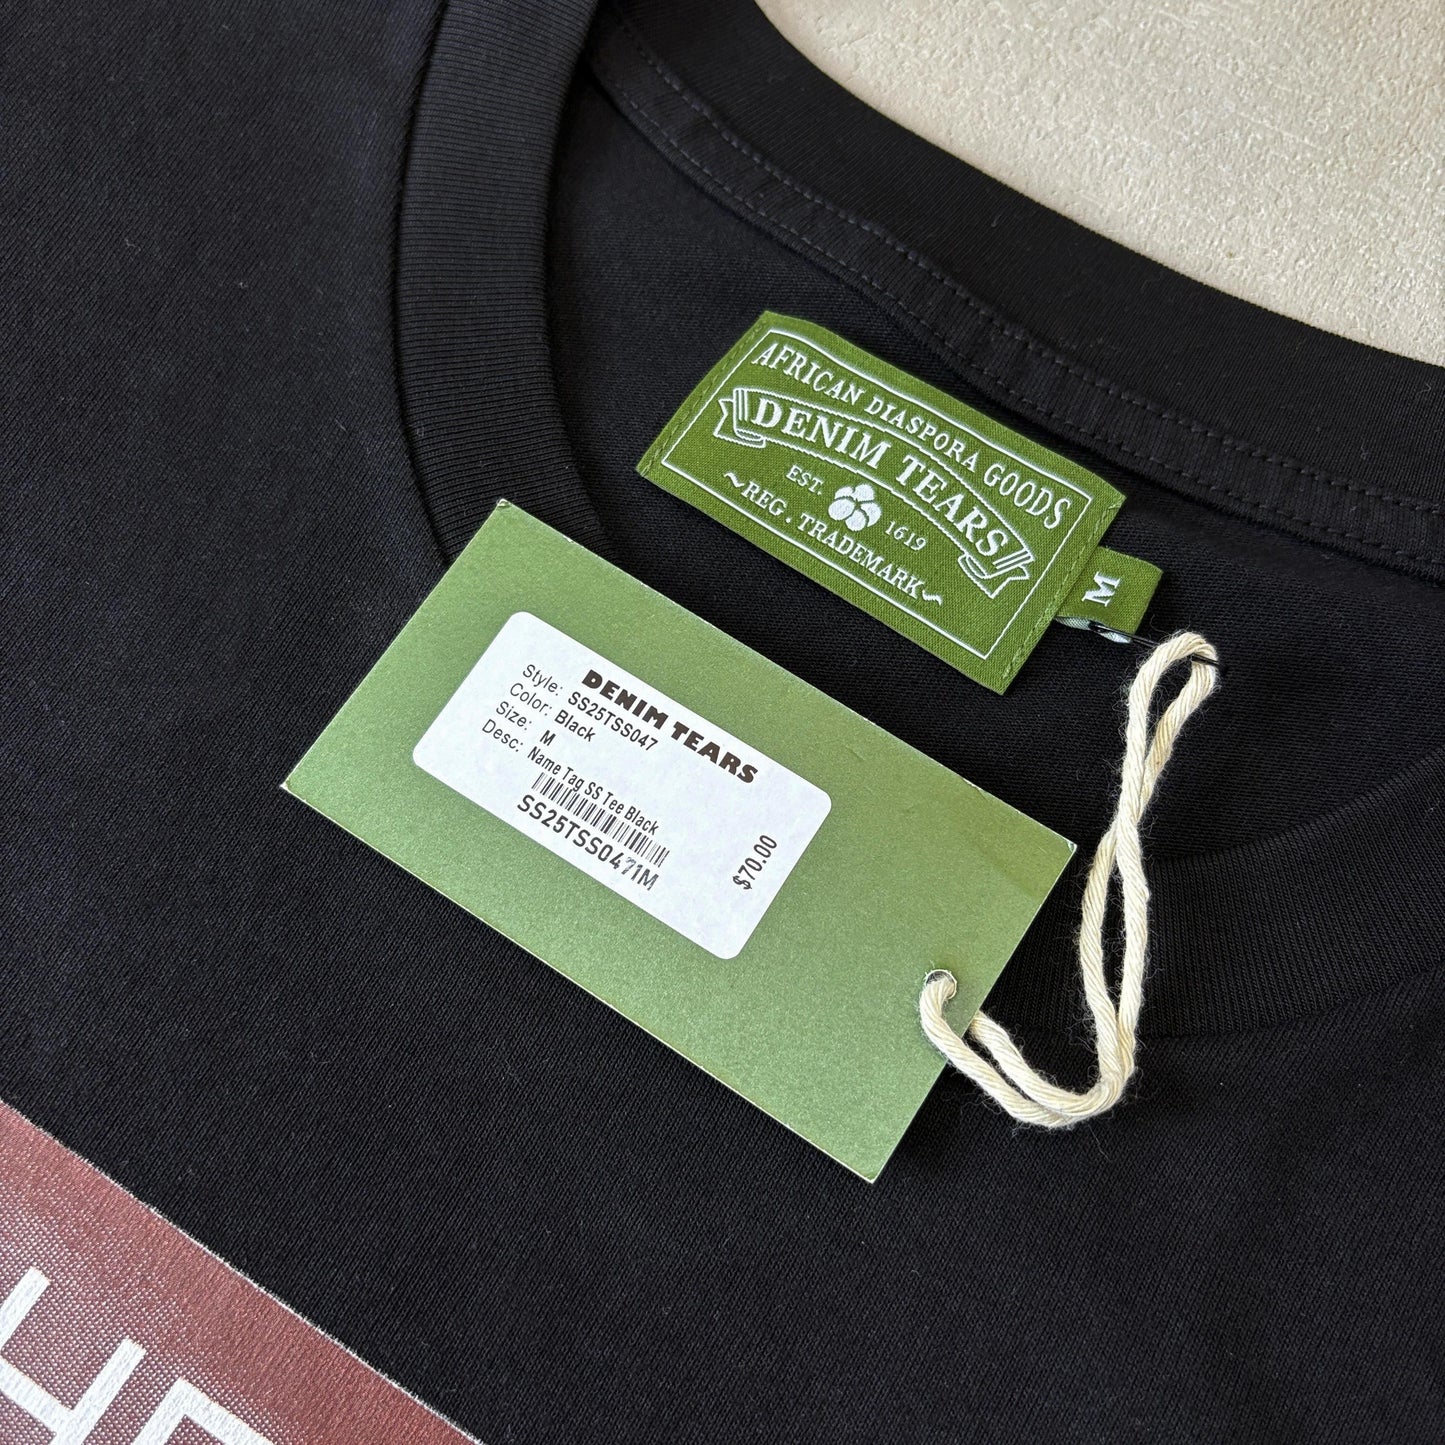 AFRICAN DIASPORA GOODS
DENIM TEARS
EST. 1619
~REG. TRADEMARK~
M
DENIM TEARS
Style: SS25TSS047
Color: Black
Size: M
Desc: Name Tag SS Tee Black
SS25TSS0471M
$70.00